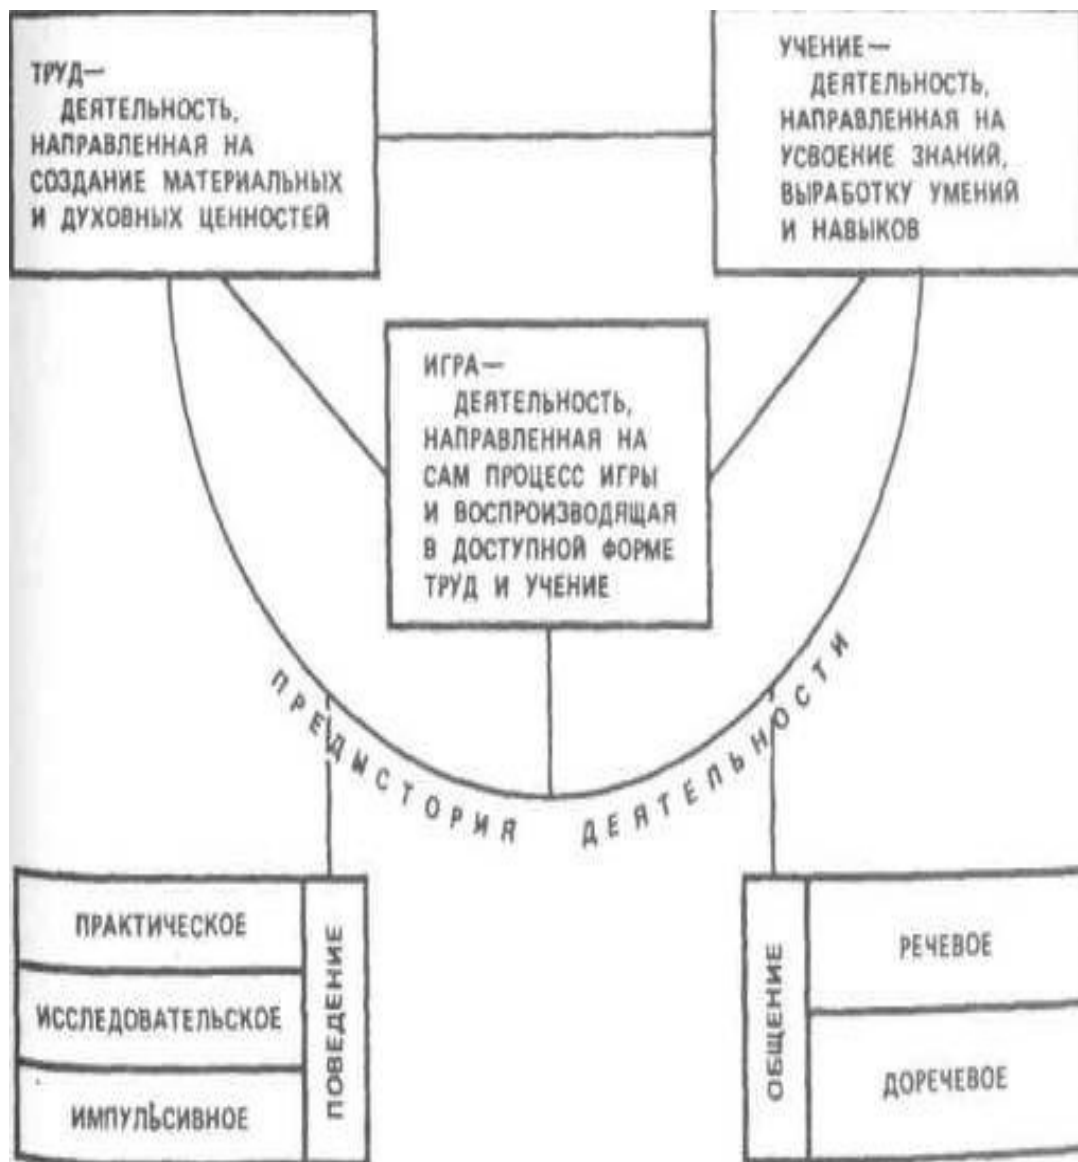 ТРУД—
ДЕЯТЕЛЬНОСТЬ,
НАПРАВЛЕННАЯ НА
СОЗДАНИЕ МАТЕРИАЛЬНЫХ
И ДУХОВНЫХ ЦЕННОСТЕЙ
УЧЕНИЕ—
ДЕЯТЕЛЬНОСТЬ,
НАПРАВЛЕННАЯ НА
УСВОЕНИЕ ЗНАНИЙ,
ВЫРАБОТКУ УМЕНИЙ
И НАВЫКОВ
ИГРА—
ДЕЯТЕЛЬНОСТЬ,
НАПРАВЛЕННАЯ НА
САМ ПРОЦЕСС ИГРЫ
И ВОСПРОИЗВОДЯЩАЯ
В ДОСТУПНОЙ ФОРМЕ
ТРУД И УЧЕНИЕ
ПРЕДЫСТОРИЯ ДЕЯТЕЛЬНОСТИ
ПРАКТИЧЕСКОЕ
ИССЛЕДОВАТЕЛЬСКОЕ
ИМПУЛЬСИВНОЕ
ПОВЕДЕНИЕ
ОБЩЕНИЕ
РЕЧЕВОЕ
ДОРЕЧЕВОЕ